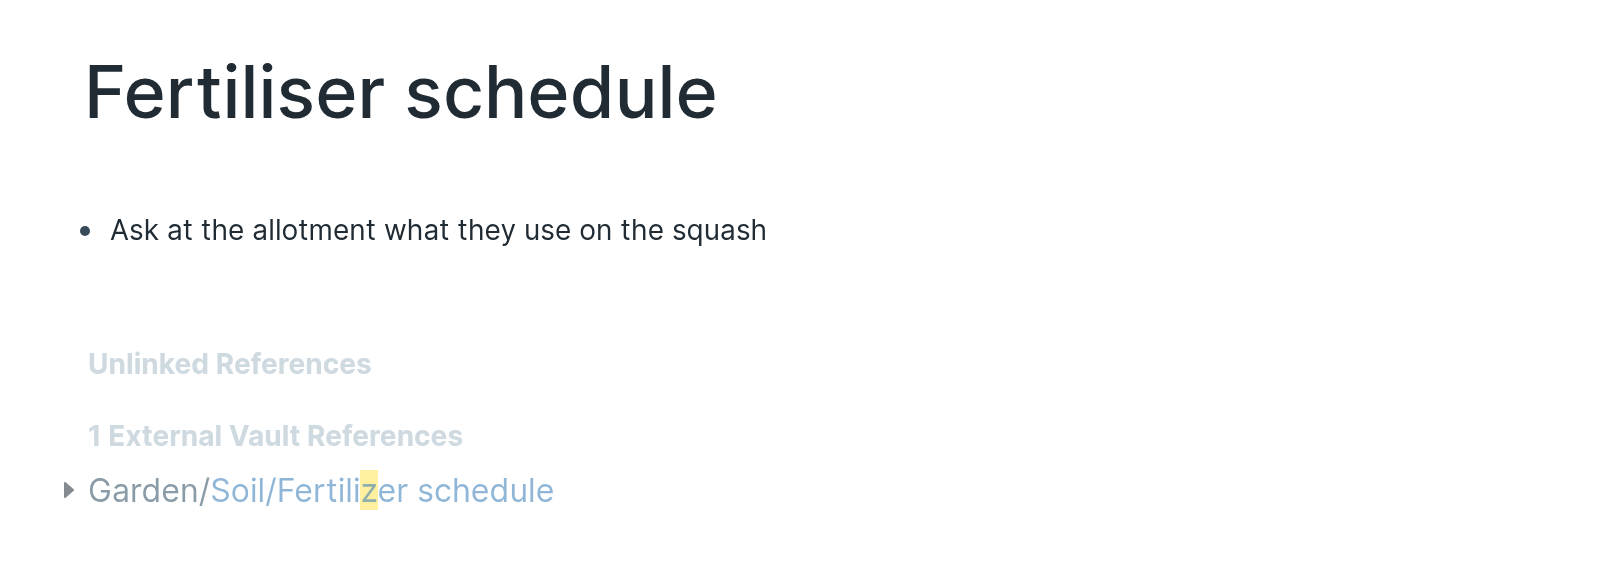 Fertiliser schedule
Ask at the allotment what they use on the squash
Unlinked References
1 External Vault References
Garden/Soil/Fertilizer schedule